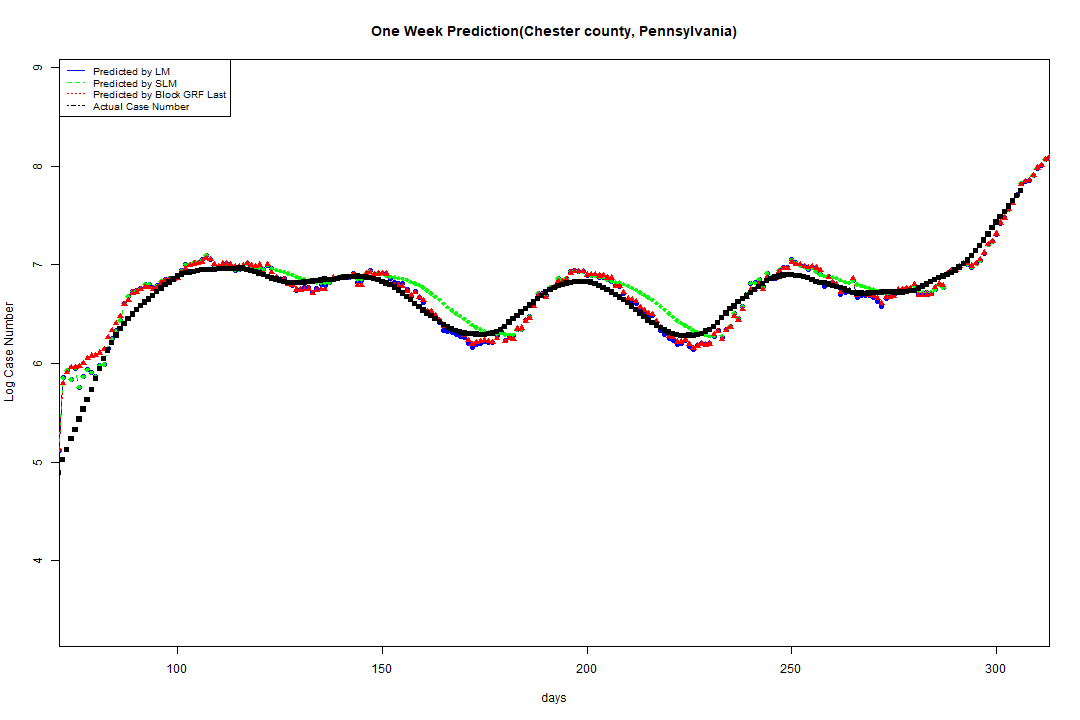 One Week Prediction(Chester county, Pennsylvania)
Predicted by LM
Predicted by SLM
Predicted by Block GRF Last
Actual Case Number
9
8
7
6
5
4
Log Case Number
100 150 200 250 300
days